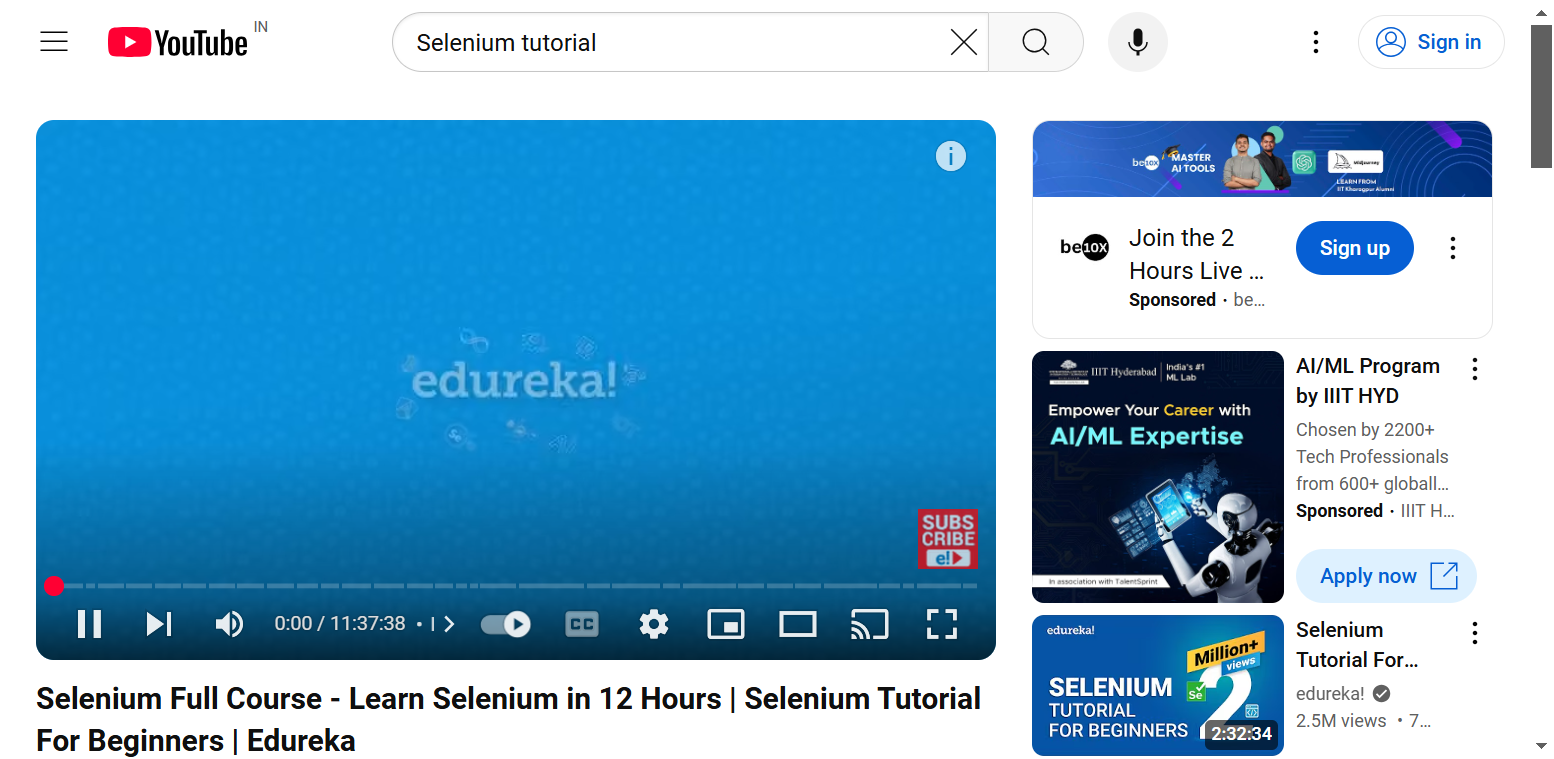 YouTube IN
Selenium tutorial
Sign in
edureka!
SUBS
CRIBE
e!
0:00 / 11:37:38
CC
Selenium Full Course - Learn Selenium in 12 Hours | Selenium Tutorial
For Beginners | Edureka
be10X MASTER
AI TOOLS
midjourney
LEARN FROM
IIT Kharagpur Alumni
be10X
Join the 2
Hours Live ...
Sponsored · be...
Sign up
IIIT Hyderabad
India's #1
ML Lab
Empower Your Career with
AI/ML Expertise
In association with TalentSprint
AI/ML Program
by IIIT HYD
Chosen by 2200+
Tech Professionals
from 600+ globall...
Sponsored · IIIT H...
Apply now
edureka!
Million+
views
SELENIUM
Se
TUTORIAL
FOR BEGINNERS
2
2:32:34
Selenium
Tutorial For...
edureka!
2.5M views • 7...